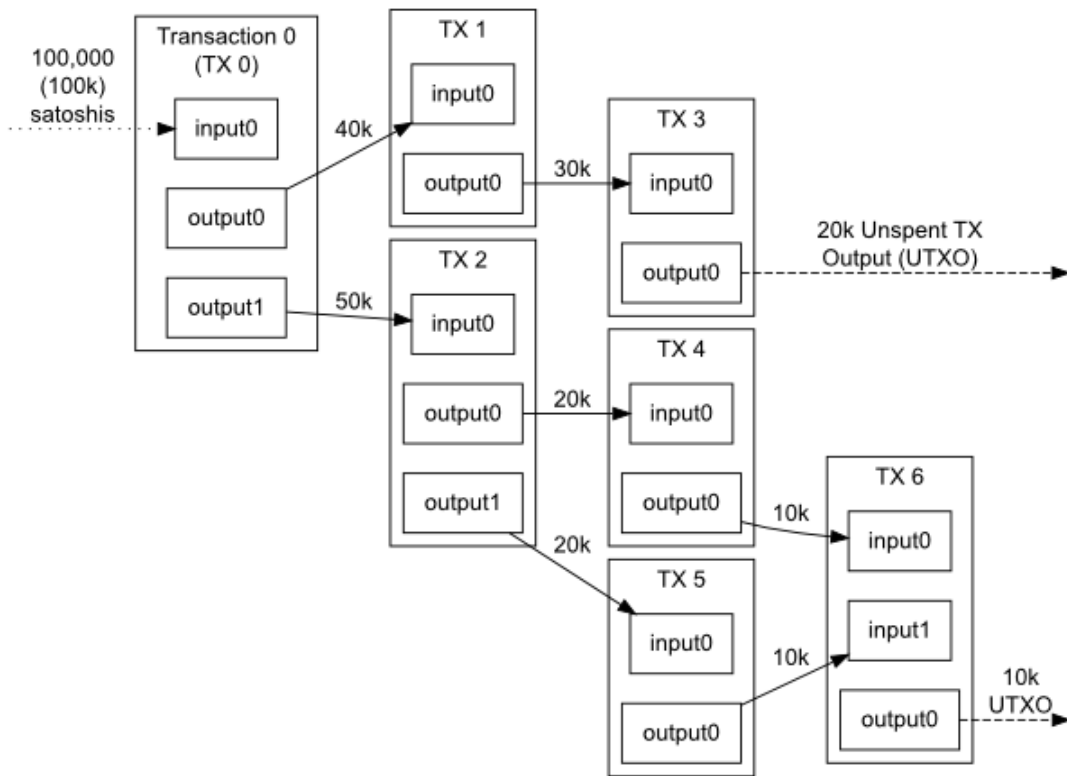 100,000
(100k)
satoshis
Transaction 0
(TX 0)
input0
output0
output1
40k
50k
TX 1
input0
output0
TX 2
input0
output0
output1
30k
20k
20k
TX 3
input0
output0
TX 4
input0
output0
TX 5
input0
output0
20k Unspent TX
Output (UTXO)
10k
10k
TX 6
input0
input1
output0
10k
UTXO